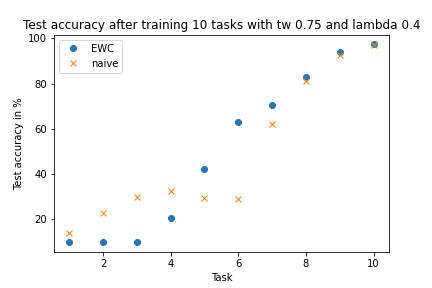 Test accuracy after training 10 tasks with tw 0.75 and lambda 0.4
EWC
naive
100
80
60
40
20
Test accuracy in %
2
4
6
8
10
Task